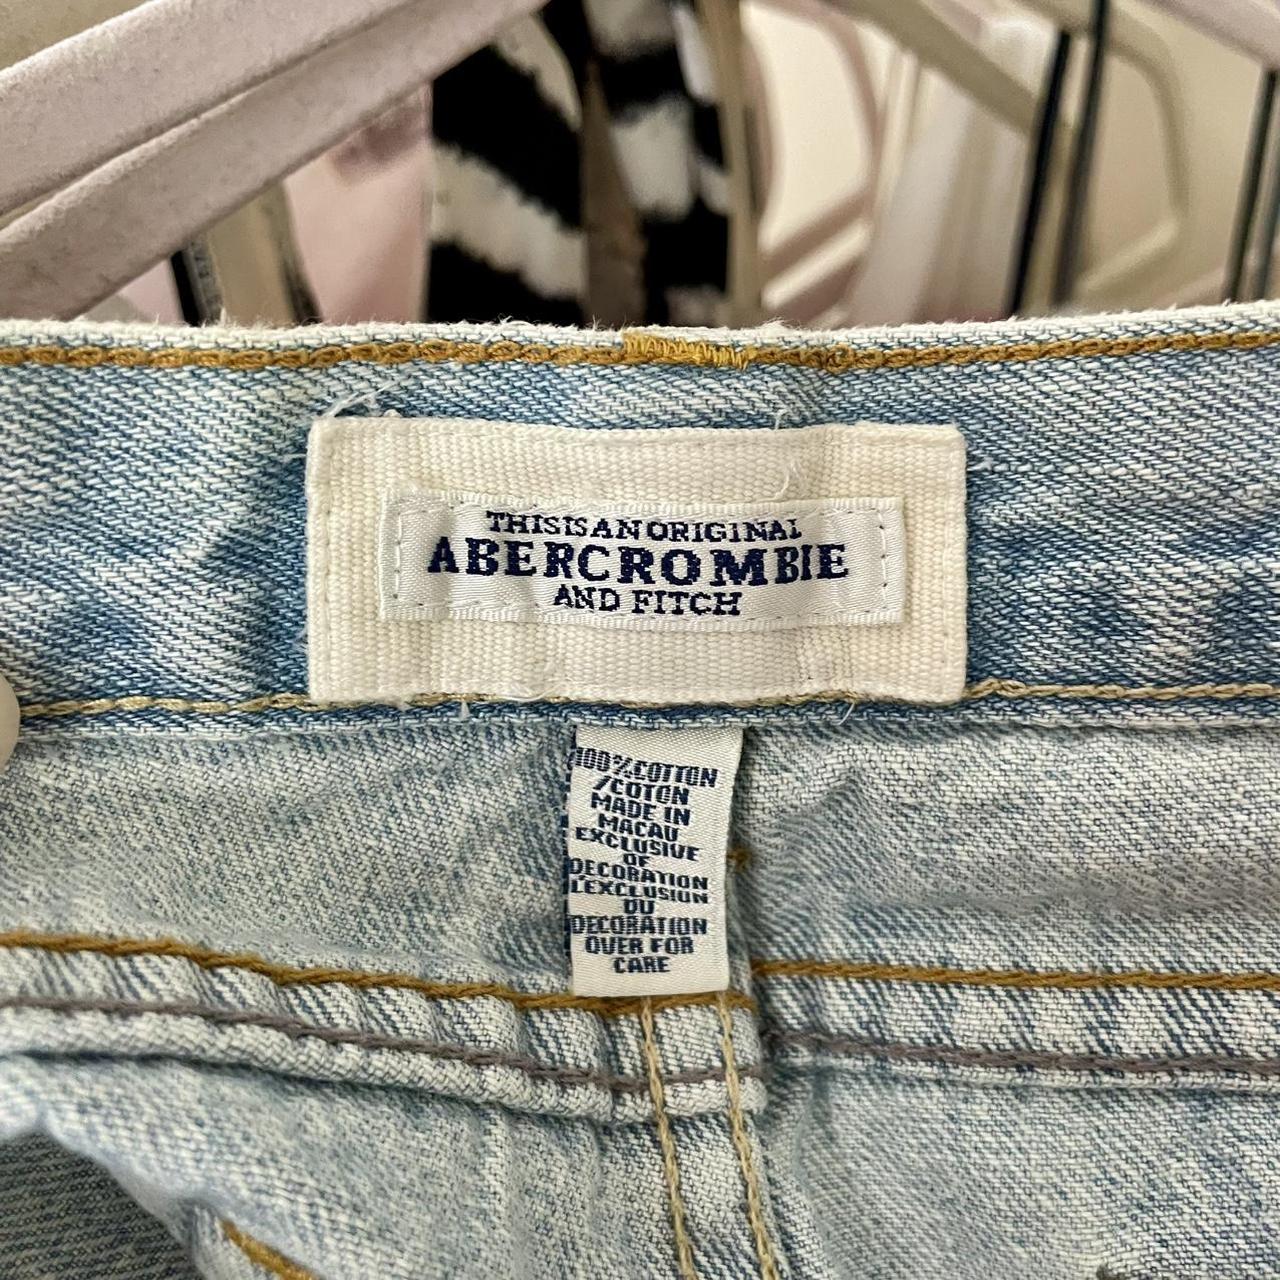 THIS IS AN ORIGINAL
ABERCROMBIE
AND FITCH
100% COTTON
/COTON
MADE IN
MACAU
EXCLUSIVE
OF
DECORATION
L'EXCLUSION
DU
DECORATION
OVER FOR
CARE